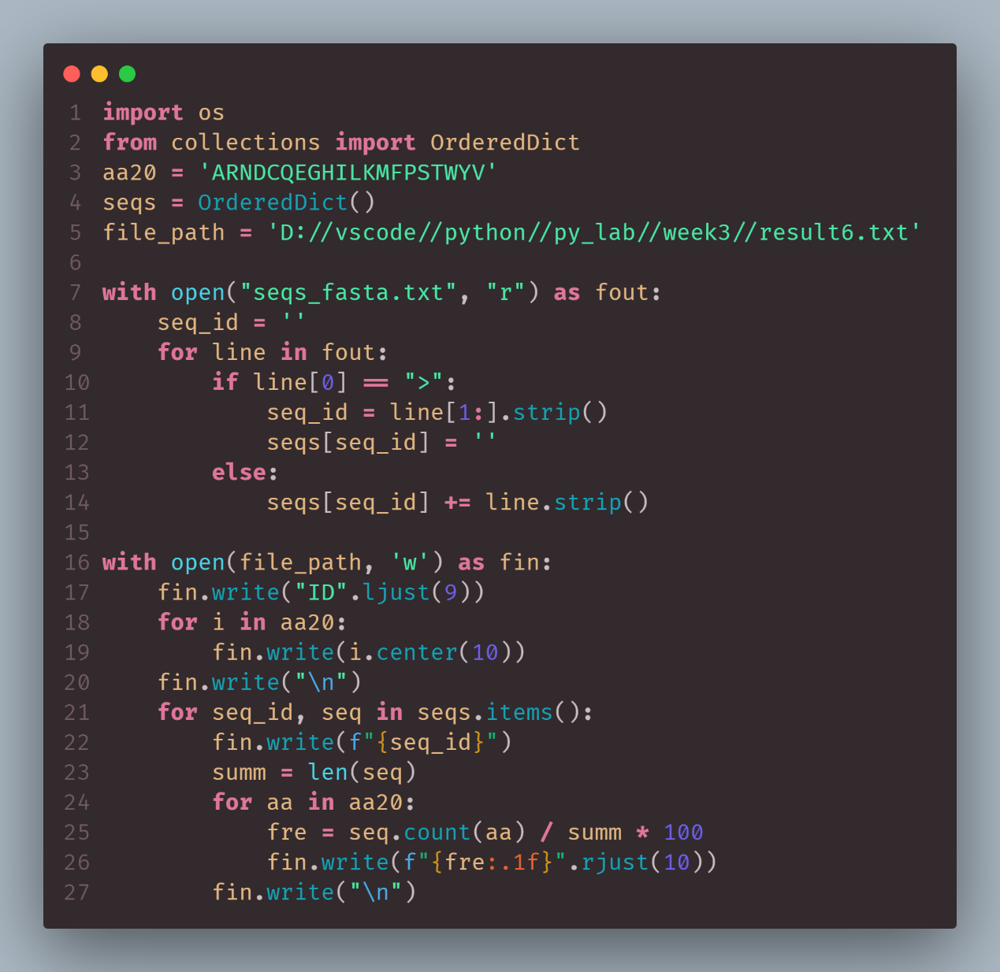 1 import os
2 from collections import OrderedDict
3 aa20 = 'ARNDCQEGHILKMFPSTWYV'
4 seqs = OrderedDict()
5 file_path = 'D://vscode//python//py_lab//week3//result6.txt'
6
7 with open("seqs_fasta.txt", "r") as fout:
8     seq_id = ''
9     for line in fout:
10         if line[0] == ">":
11             seq_id = line[1:].strip()
12             seqs[seq_id] = ''
13         else:
14             seqs[seq_id] += line.strip()
15
16 with open(file_path, 'w') as fin:
17     fin.write("ID".ljust(9))
18     for i in aa20:
19         fin.write(i.center(10))
20     fin.write("\n")
21     for seq_id, seq in seqs.items():
22         fin.write(f"{seq_id}")
23         summ = len(seq)
24         for aa in aa20:
25             fre = seq.count(aa) / summ * 100
26             fin.write(f"{fre:.1f}".rjust(10))
27         fin.write("\n")